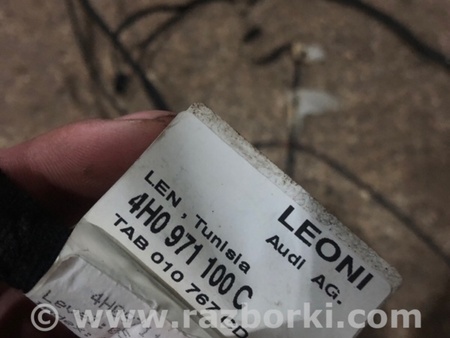 LEONI
Audi AG.
LEN , Tunisia
4H0 971 100 C
TAB 010 767 CD
www.razborki.com